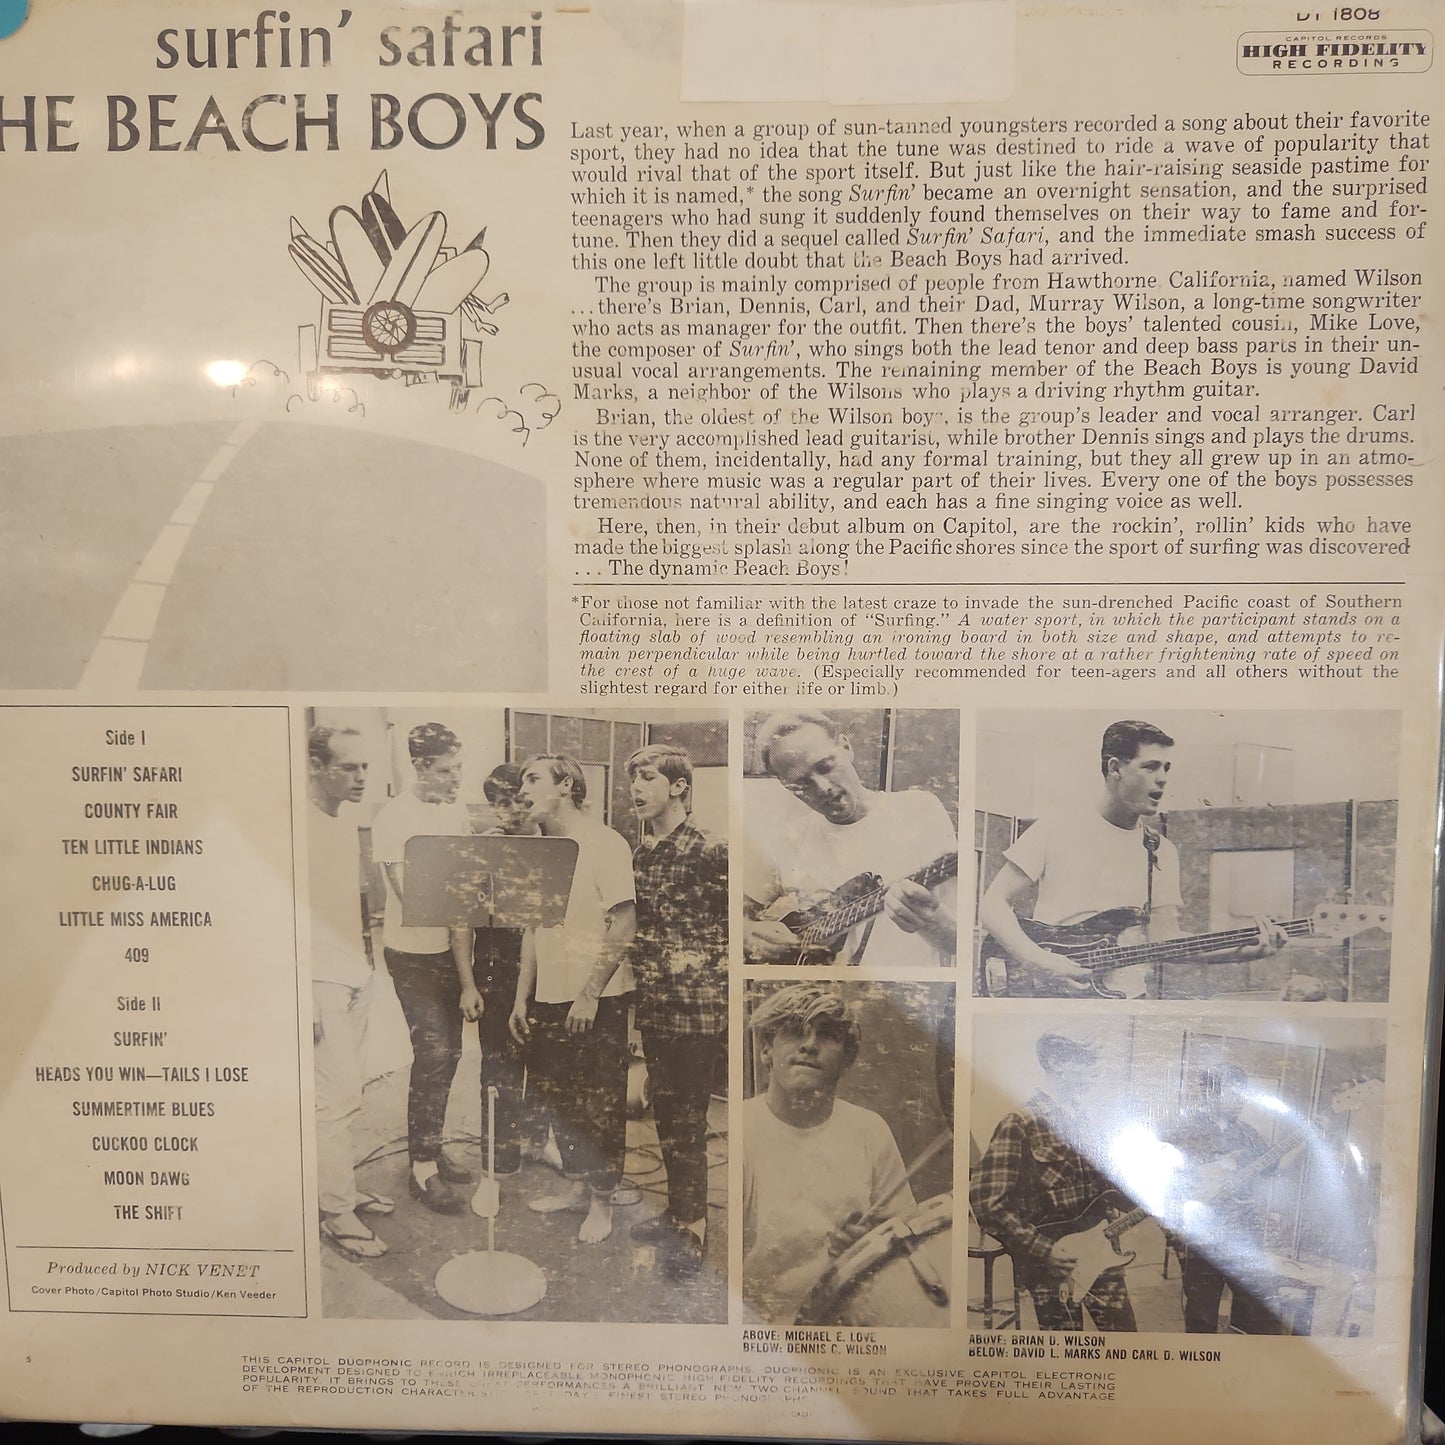 surfin' safari
HE BEACH BOYS
DT 1808
CAPITOL RECORDS
HIGH FIDELITY
RECORDING
Last year, when a group of sun-tanned youngsters recorded a song about their favorite
sport, they had no idea that the tune was destined to ride a wave of popularity that
would rival that of the sport itself. But just like the hair-raising seaside pastime for
which it is named,* the song Surfin' became an overnight sensation, and the surprised
teenagers who had sung it suddenly found themselves on their way to fame and for-
tune. Then they did a sequel called Surfin' Safari, and the immediate smash success of
this one left little doubt that the Beach Boys had arrived.
The group is mainly comprised of people from Hawthorne, California, named Wilson
...there's Brian, Dennis, Carl, and their Dad, Murray Wilson, a long-time songwriter
who acts as manager for the outfit. Then there's the boys' talented cousin, Mike Love,
the composer of Surfin', who sings both the lead tenor and deep bass parts in their un-
usual vocal arrangements. The remaining member of the Beach Boys is young David
Marks, a neighbor of the Wilsons who plays a driving rhythm guitar.
Brian, the oldest of the Wilson boys, is the group's leader and vocal arranger. Carl
is the very accomplished lead guitarist, while brother Dennis sings and plays the drums.
None of them, incidentally, had any formal training, but they all grew up in an atmo-
sphere where music was a regular part of their lives. Every one of the boys possesses
tremendous natural ability, and each has a fine singing voice as well.
Here, then, in their debut album on Capitol, are the rockin', rollin' kids who have
made the biggest splash along the Pacific shores since the sport of surfing was discovered
... The dynamic Beach Boys!
*For those not familiar with the latest craze to invade the sun-drenched Pacific coast of Southern
California, here is a definition of "Surfing." A water sport, in which the participant stands on a
floating slab of wood resembling an ironing board in both size and shape, and attempts to re-
main perpendicular while being hurtled toward the shore at a rather frightening rate of speed on
the crest of a huge wave. (Especially recommended for teen-agers and all others without the
slightest regard for either life or limb.)
Side I
SURFIN' SAFARI
COUNTY FAIR
TEN LITTLE INDIANS
CHUG-A-LUG
LITTLE MISS AMERICA
409
Side II
SURFIN'
HEADS YOU WIN—TAILS I LOSE
SUMMERTIME BLUES
CUCKOO CLOCK
MOON DAWG
THE SHIFT
Produced by NICK VENET
Cover Photo/Capitol Photo Studio/Ken Veeder
ABOVE: MICHAEL E. LOVE
BELOW: DENNIS C. WILSON
ABOVE: BRIAN D. WILSON
BELOW: DAVID L. MARKS AND CARL D. WILSON
5
THIS CAPITOL DUOPHONIC RECORD IS DESIGNED FOR STEREO PHONOGRAPHS. DUOPHONIC IS AN EXCLUSIVE CAPITOL ELECTRONIC
DEVELOPMENT DESIGNED TO ENRICH IRREPLACEABLE MONOPHONIC HIGH FIDELITY RECORDINGS THAT HAVE PROVEN THEIR LASTING
POPULARITY. IT BRINGS TO THESE GREAT PERFORMANCES A BRILLIANT NEW TWO CHANNEL SOUND THAT TAKES FULL ADVANTAGE
OF THE REPRODUCTION CHARACTERISTICS OF TODAY'S FINEST STEREO PHONOGRAPHS